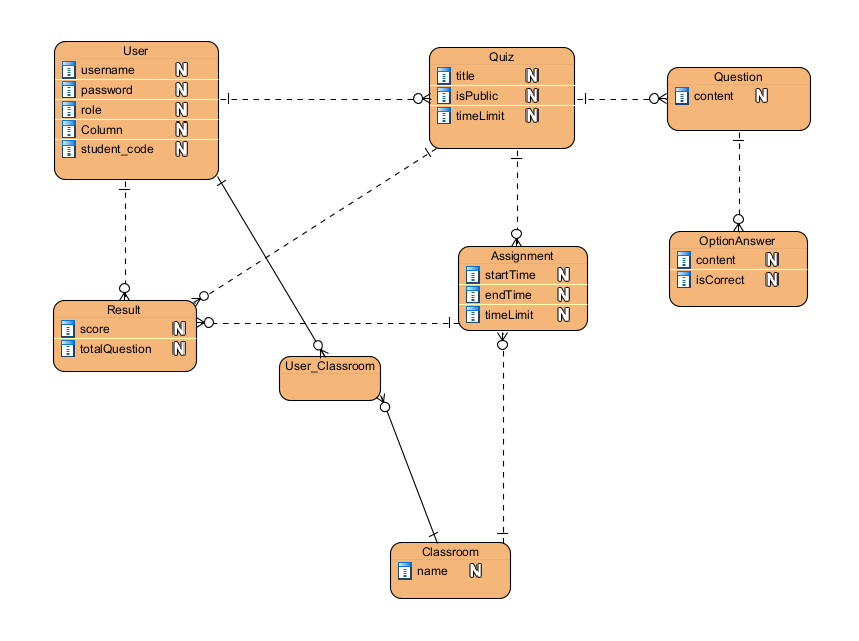 User
username N
password N
role N
Column N
student_code N
Quiz
title N
isPublic N
timeLimit N
Question
content N
OptionAnswer
content N
isCorrect N
Assignment
startTime N
endTime N
timeLimit N
Result
score N
totalQuestion N
User_Classroom
Classroom
name N